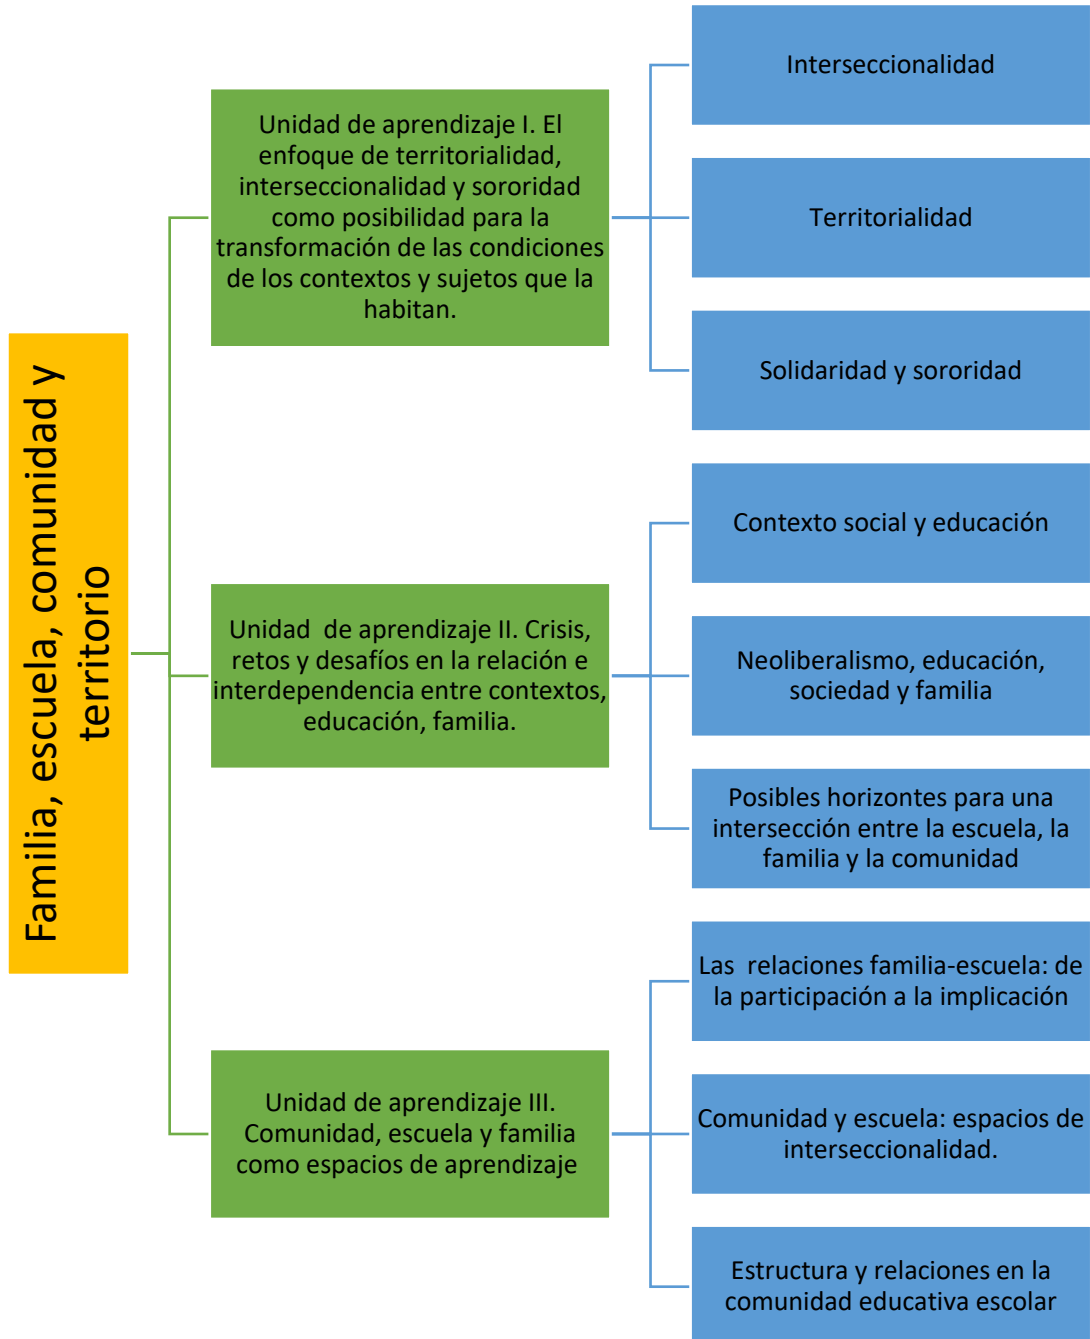 Familia, escuela, comunidad y
territorio
Unidad de aprendizaje I. El
enfoque de territorialidad,
interseccionalidad y sororidad
como posibilidad para la
transformación de las condiciones
de los contextos y sujetos que la
habitan.
Interseccionalidad
Territorialidad
Solidaridad y sororidad
Unidad  de aprendizaje II. Crisis,
retos y desafíos en la relación e
interdependencia entre contextos,
educación, familia.
Contexto social y educación
Neoliberalismo, educación,
sociedad y familia
Posibles horizontes para una
intersección entre la escuela, la
familia y la comunidad
Unidad de aprendizaje III.
Comunidad, escuela y familia
como espacios de aprendizaje
Las  relaciones familia-escuela: de
la participación a la implicación
Comunidad y escuela: espacios de
interseccionalidad.
Estructura y relaciones en la
comunidad educativa escolar